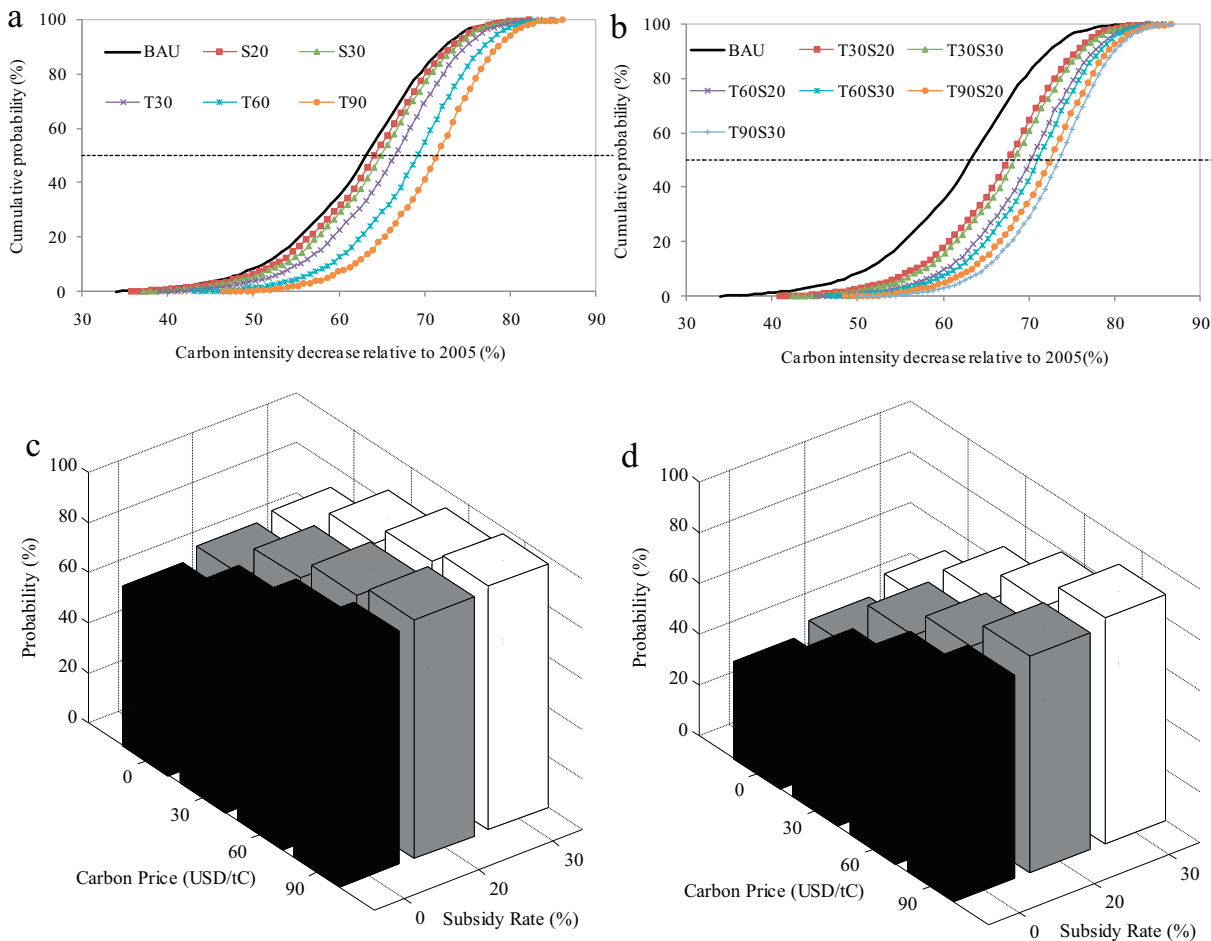 a
Cumulative probability (%)
100
80
60
40
20
0
BAU
S20
S30
T30
T60
T90
30
40
50
60
70
80
90
Carbon intensity decrease relative to 2005 (%)
b
Cumulative probability (%)
100
80
60
40
20
0
BAU
T30S20
T30S30
T60S20
T60S30
T90S20
T90S30
30
40
50
60
70
80
90
Carbon intensity decrease relative to 2005(%)
c
Probability (%)
100
80
60
40
20
0
0
30
60
90
Carbon Price (USD/tC)
0
20
30
Subsidy Rate (%)
d
Probability (%)
100
80
60
40
20
0
0
30
60
90
Carbon Price (USD/tC)
0
20
30
Subsidy Rate (%)